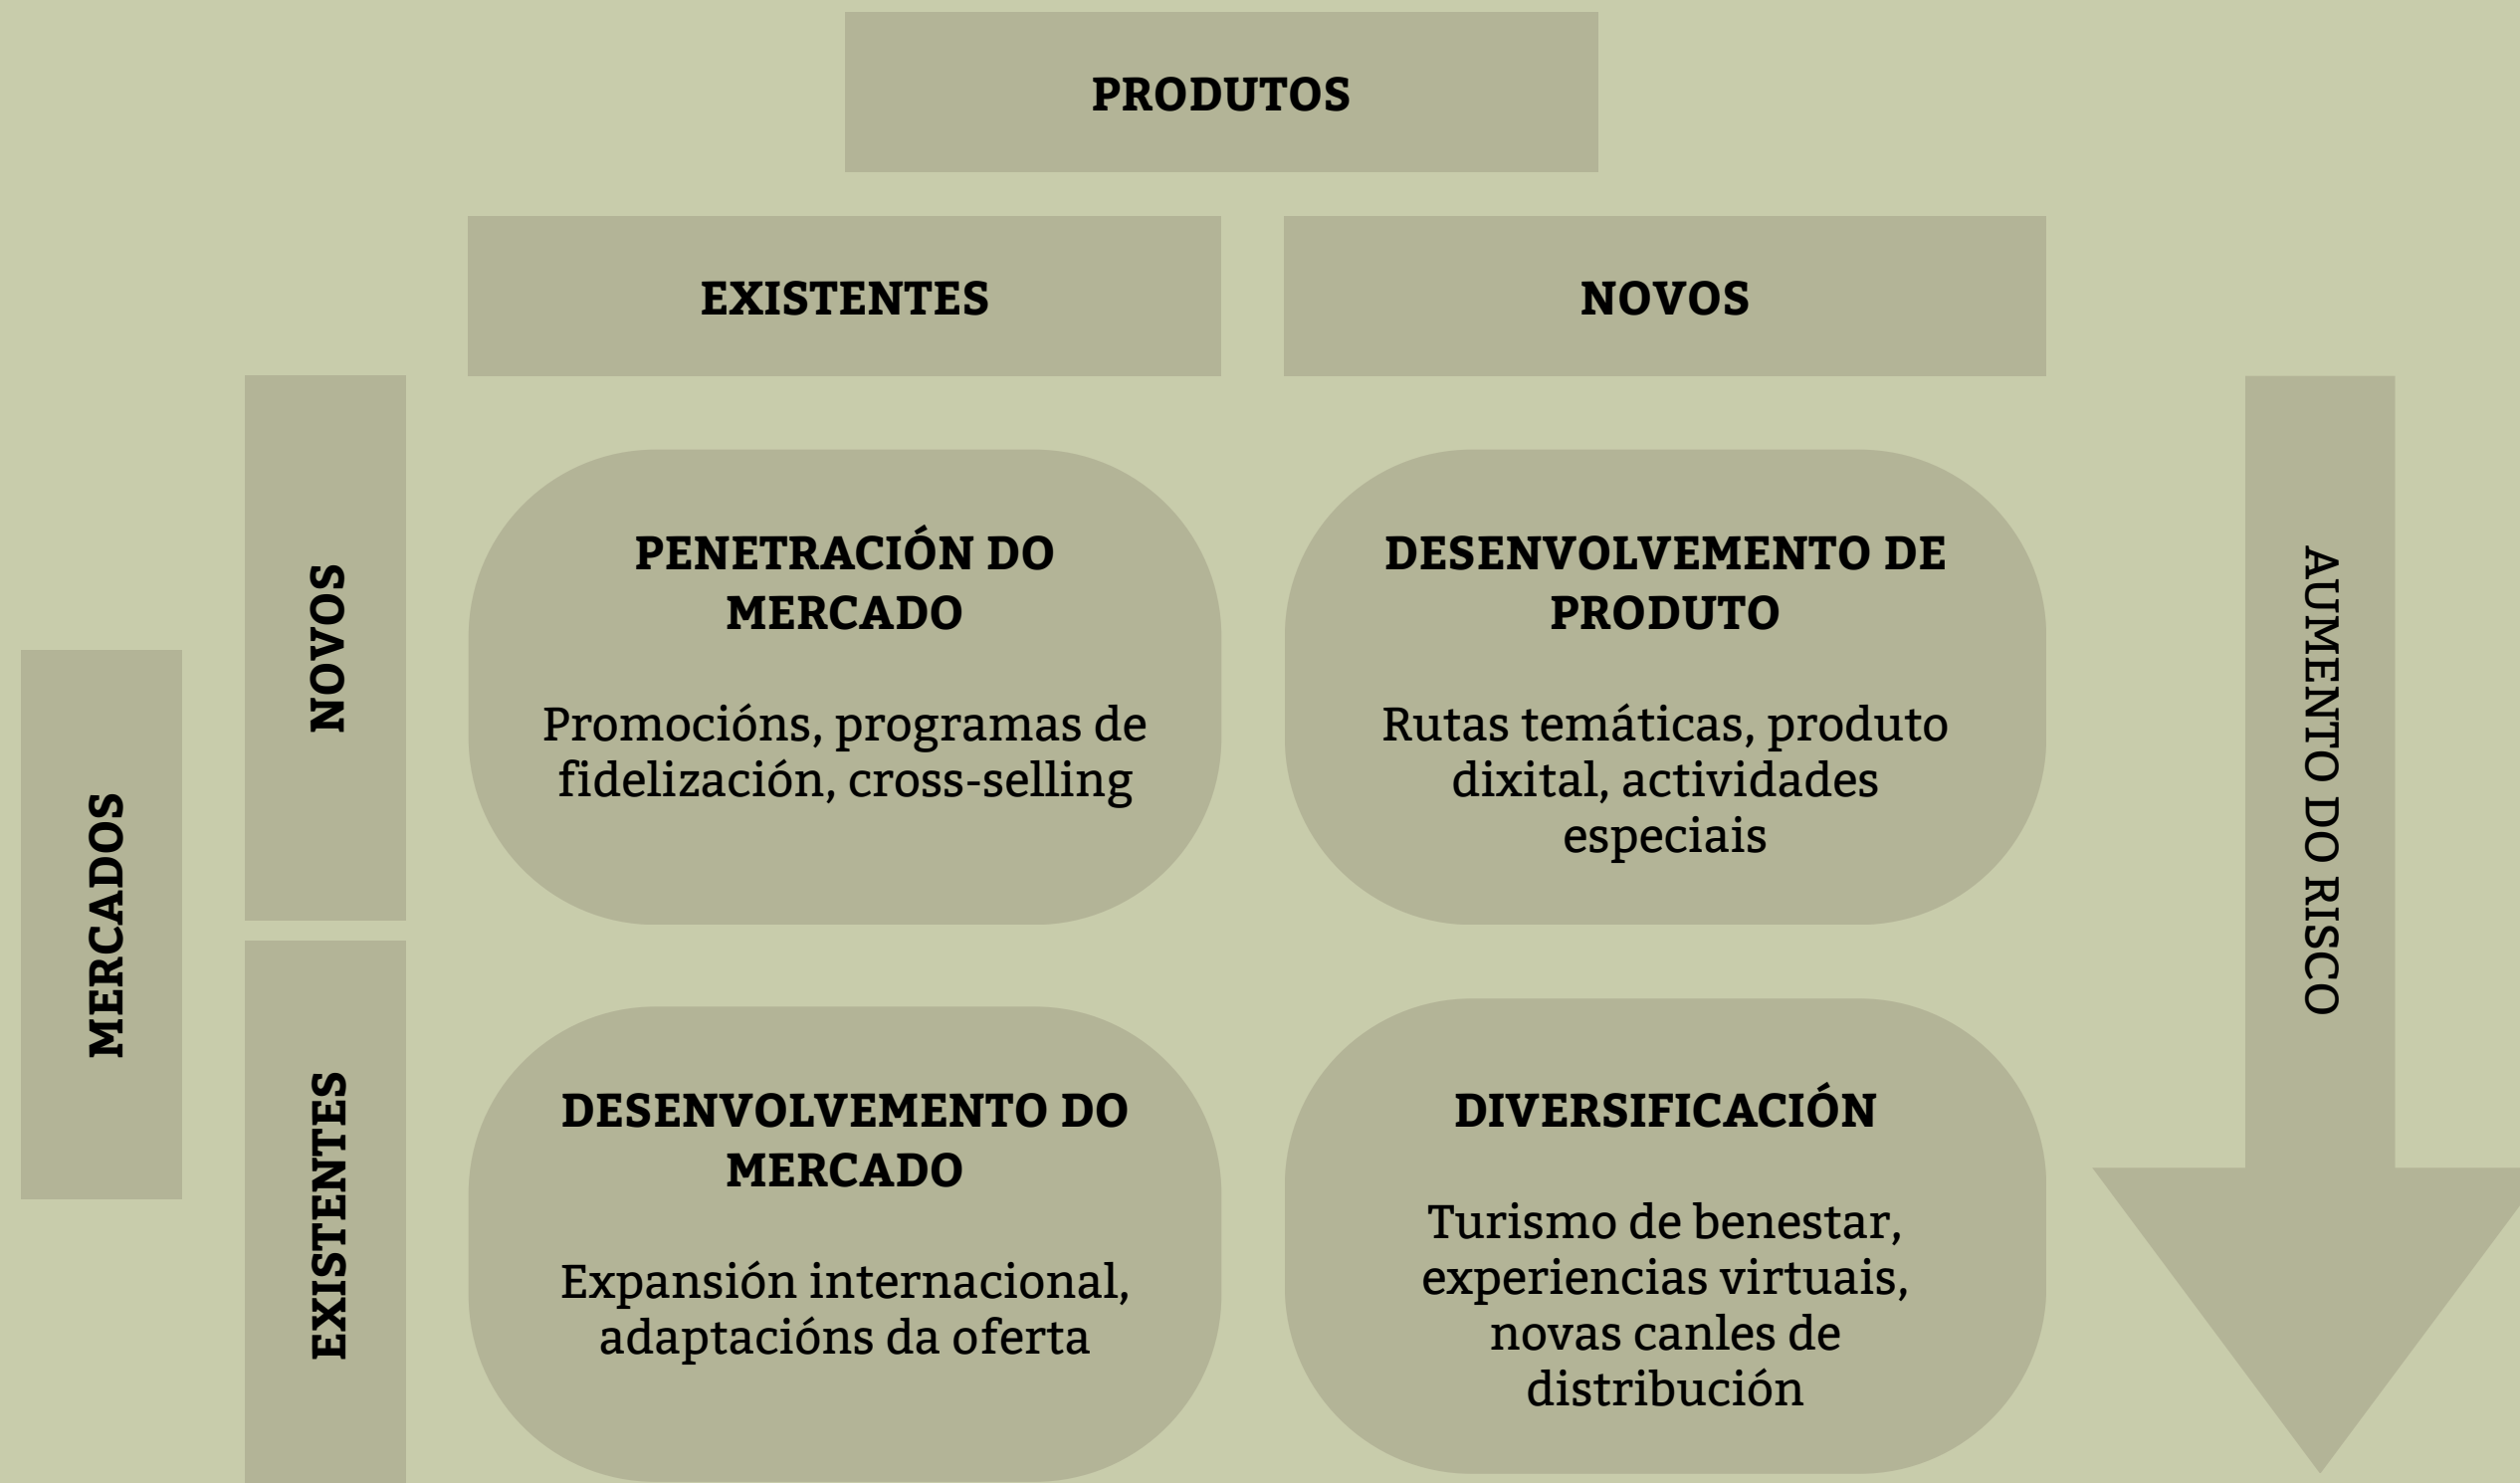 PRODUTOS
EXISTENTES
NOVOS
MERCADOS
NOVOS
PENETRACIÓN DO
MERCADO
Promocións, programas de
fidelización, cross-selling
DESENVOLVEMENTO DE
PRODUTO
Rutas temáticas, produto
dixital, actividades
especiais
AUMENTO DO RISCO
EXISTENTES
DESENVOLVEMENTO DO
MERCADO
Expansión internacional,
adaptacións da oferta
DIVERSIFICACIÓN
Turismo de benestar,
experiencias virtuais,
novas canles de
distribución